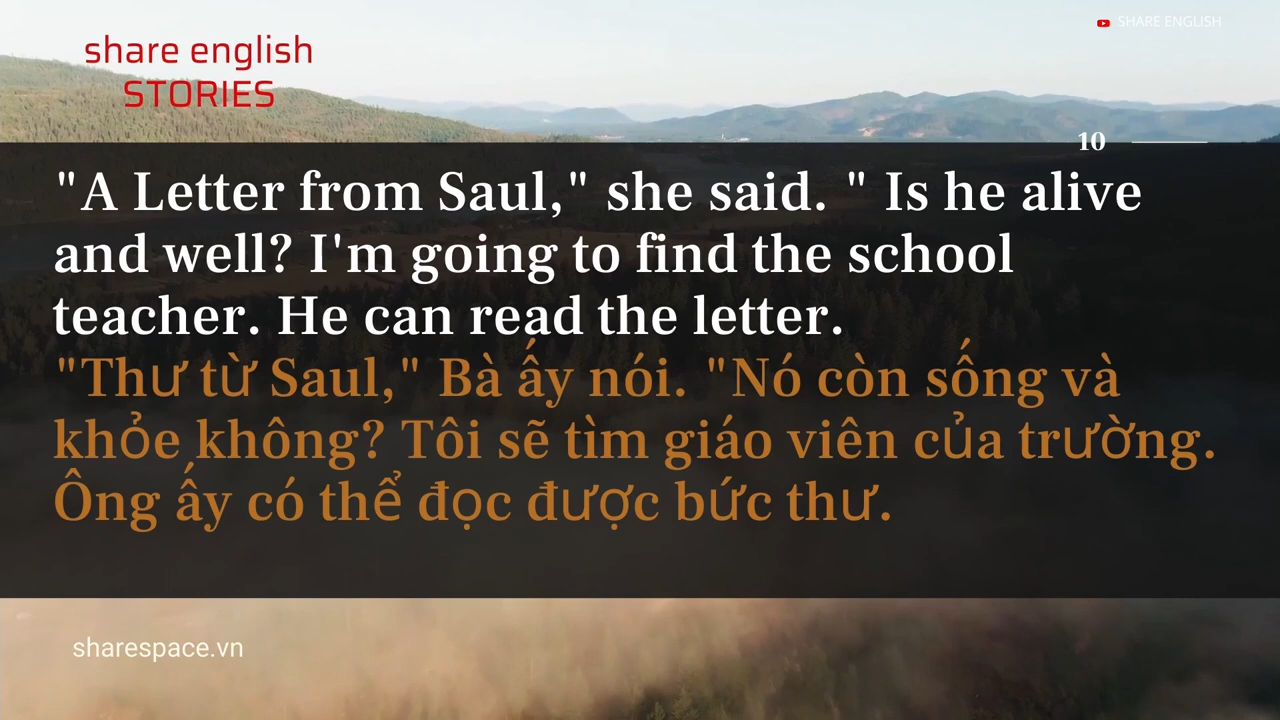 share english
STORIES
SHARE ENGLISH
10
"A Letter from Saul," she said. " Is he alive
and well? I'm going to find the school
teacher. He can read the letter.
"Thư từ Saul," Bà ấy nói. "Nó còn sống và
khỏe không? Tôi sẽ tìm giáo viên của trường.
Ông ấy có thể đọc được bức thư.
sharespace.vn